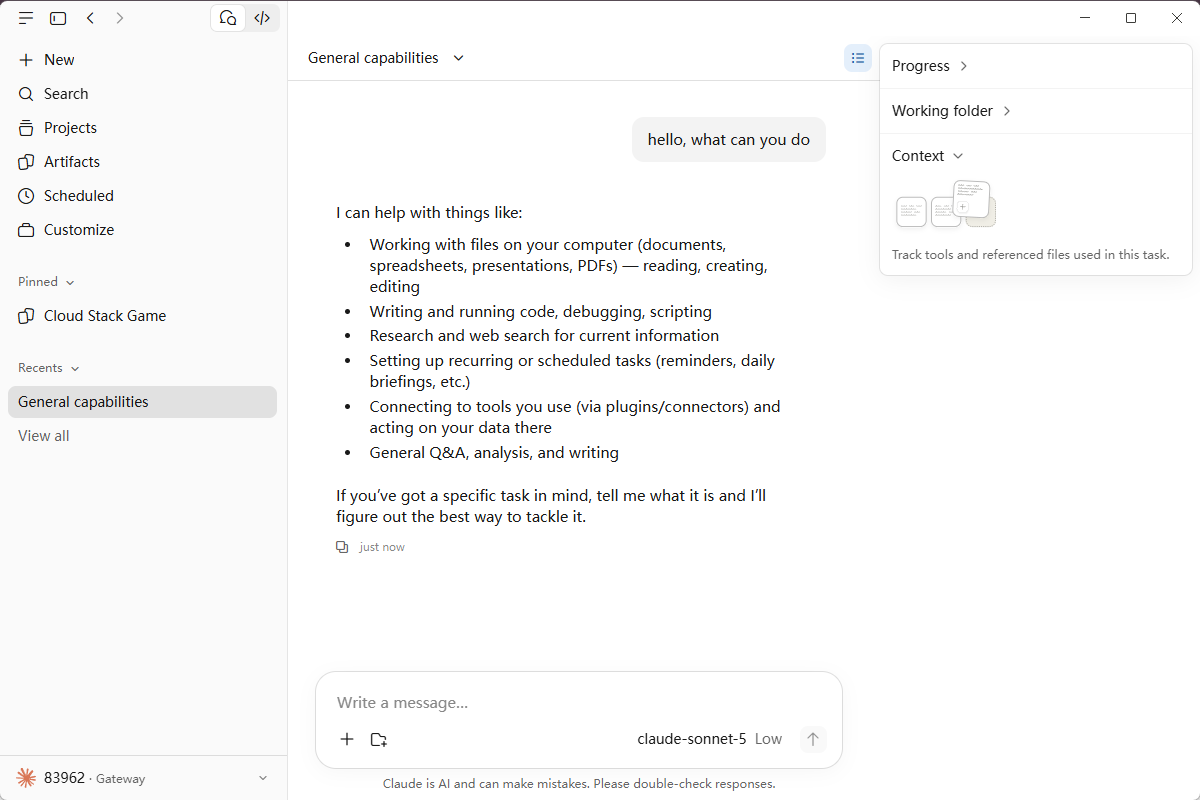 New
Search
Projects
Artifacts
Scheduled
Customize
Pinned
Cloud Stack Game
Recents
General capabilities
View all
83962 · Gateway
General capabilities
hello, what can you do
I can help with things like:
• Working with files on your computer (documents,
spreadsheets, presentations, PDFs) — reading, creating,
editing
• Writing and running code, debugging, scripting
• Research and web search for current information
• Setting up recurring or scheduled tasks (reminders, daily
briefings, etc.)
• Connecting to tools you use (via plugins/connectors) and
acting on your data there
• General Q&A, analysis, and writing
If you’ve got a specific task in mind, tell me what it is and I’ll
figure out the best way to tackle it.
just now
Write a message...
claude-sonnet-5 Low
Claude is AI and can make mistakes. Please double-check responses.
Progress
Working folder
Context
Track tools and referenced files used in this task.